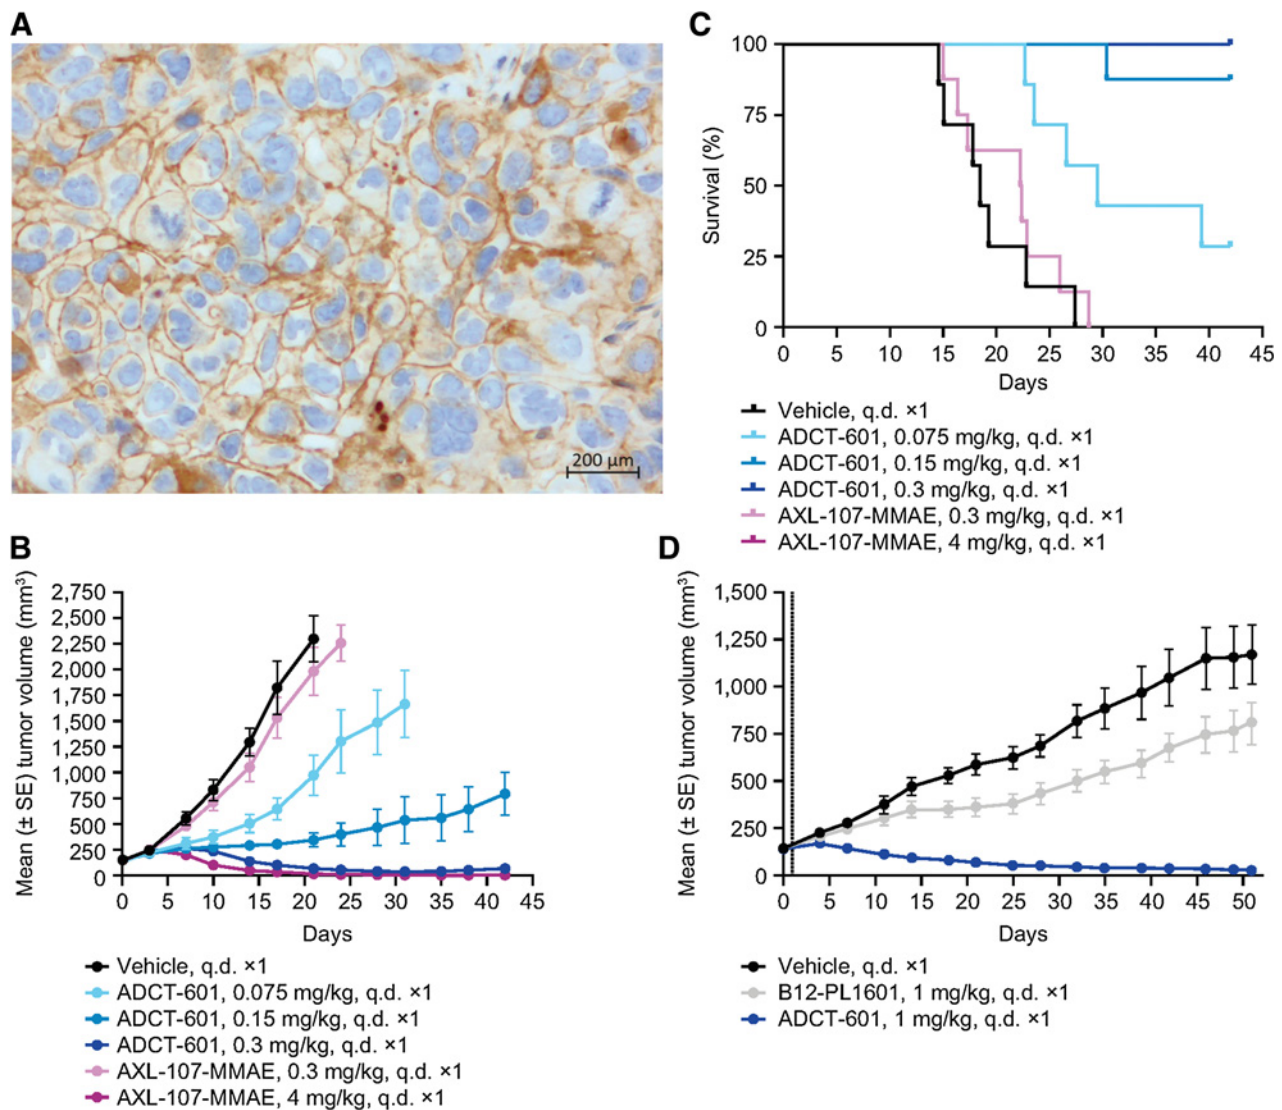 A
200 µm
C
Survival (%)
100
75
50
25
0
0 5 10 15 20 25 30 35 40 45
Days
Vehicle, q.d. ×1
ADCT-601, 0.075 mg/kg, q.d. ×1
ADCT-601, 0.15 mg/kg, q.d. ×1
ADCT-601, 0.3 mg/kg, q.d. ×1
AXL-107-MMAE, 0.3 mg/kg, q.d. ×1
AXL-107-MMAE, 4 mg/kg, q.d. ×1
B
Mean (± SE) tumor volume (mm³)
2,750
2,500
2,250
2,000
1,750
1,500
1,250
1,000
750
500
250
0
0 5 10 15 20 25 30 35 40 45
Days
Vehicle, q.d. ×1
ADCT-601, 0.075 mg/kg, q.d. ×1
ADCT-601, 0.15 mg/kg, q.d. ×1
ADCT-601, 0.3 mg/kg, q.d. ×1
AXL-107-MMAE, 0.3 mg/kg, q.d. ×1
AXL-107-MMAE, 4 mg/kg, q.d. ×1
D
Mean (± SE) tumor volume (mm³)
1,500
1,250
1,000
750
500
250
0
0 5 10 15 20 25 30 35 40 45 50
Days
Vehicle, q.d. ×1
B12-PL1601, 1 mg/kg, q.d. ×1
ADCT-601, 1 mg/kg, q.d. ×1